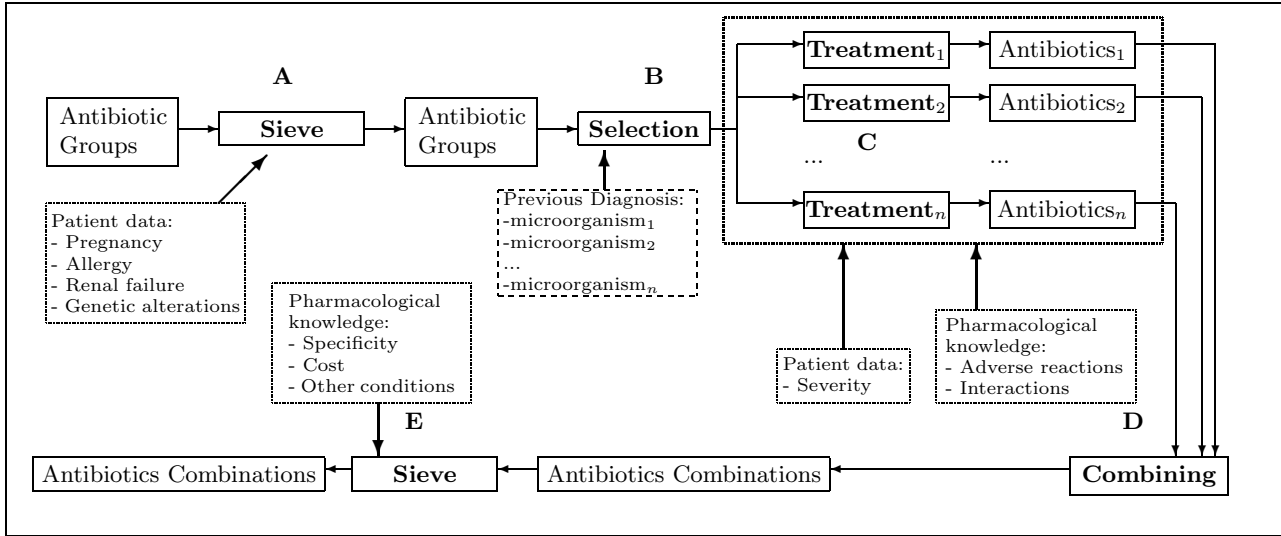 A
Antibiotic
Groups
Sieve
Antibiotic
Groups
B
Selection
Treatment₁
Antibiotics₁
Treatment₂
Antibiotics₂
C
... ...
Treatmentₙ
Antibioticsₙ
Patient data:
- Pregnancy
- Allergy
- Renal failure
- Genetic alterations
Previous Diagnosis:
-microorganism₁
-microorganism₂
...
-microorganismₙ
Pharmacological
knowledge:
- Specificity
- Cost
- Other conditions
Patient data:
- Severity
Pharmacological
knowledge:
- Adverse reactions
- Interactions
D
Combining
Antibiotics Combinations
E
Sieve
Antibiotics Combinations